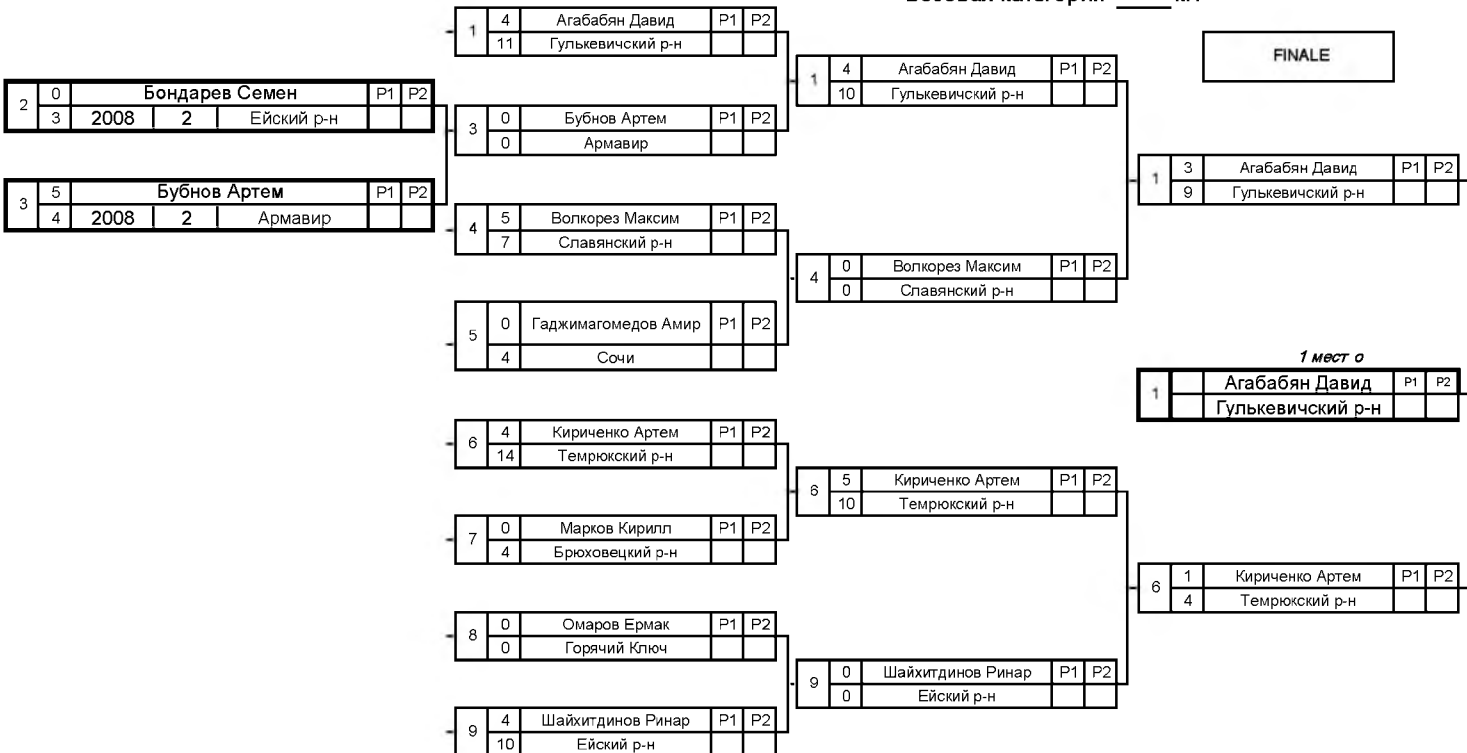 FINALE
2 0 Бондарев Семен P1 P2
3 2008 2 Ейский р-н
3 5 Бубнов Артем P1 P2
4 2008 2 Армавир
1 4 Агабабян Давид P1 P2
11 Гулькевичский р-н
3 0 Бубнов Артем P1 P2
0 Армавир
4 5 Волкорез Максим P1 P2
7 Славянский р-н
5 0 Гаджимагомедов Амир P1 P2
4 Сочи
6 4 Кириченко Артем P1 P2
14 Темрюкский р-н
7 0 Марков Кирилл P1 P2
4 Брюховецкий р-н
8 0 Омаров Ермак P1 P2
0 Горячий Ключ
9 4 Шайхитдинов Ринар P1 P2
10 Ейский р-н
1 4 Агабабян Давид P1 P2
10 Гулькевичский р-н
4 0 Волкорез Максим P1 P2
0 Славянский р-н
6 5 Кириченко Артем P1 P2
10 Темрюкский р-н
9 0 Шайхитдинов Ринар P1 P2
0 Ейский р-н
1 3 Агабабян Давид P1 P2
9 Гулькевичский р-н
1 мест о
1 Агабабян Давид P1 P2
Гулькевичский р-н
6 1 Кириченко Артем P1 P2
4 Темрюкский р-н